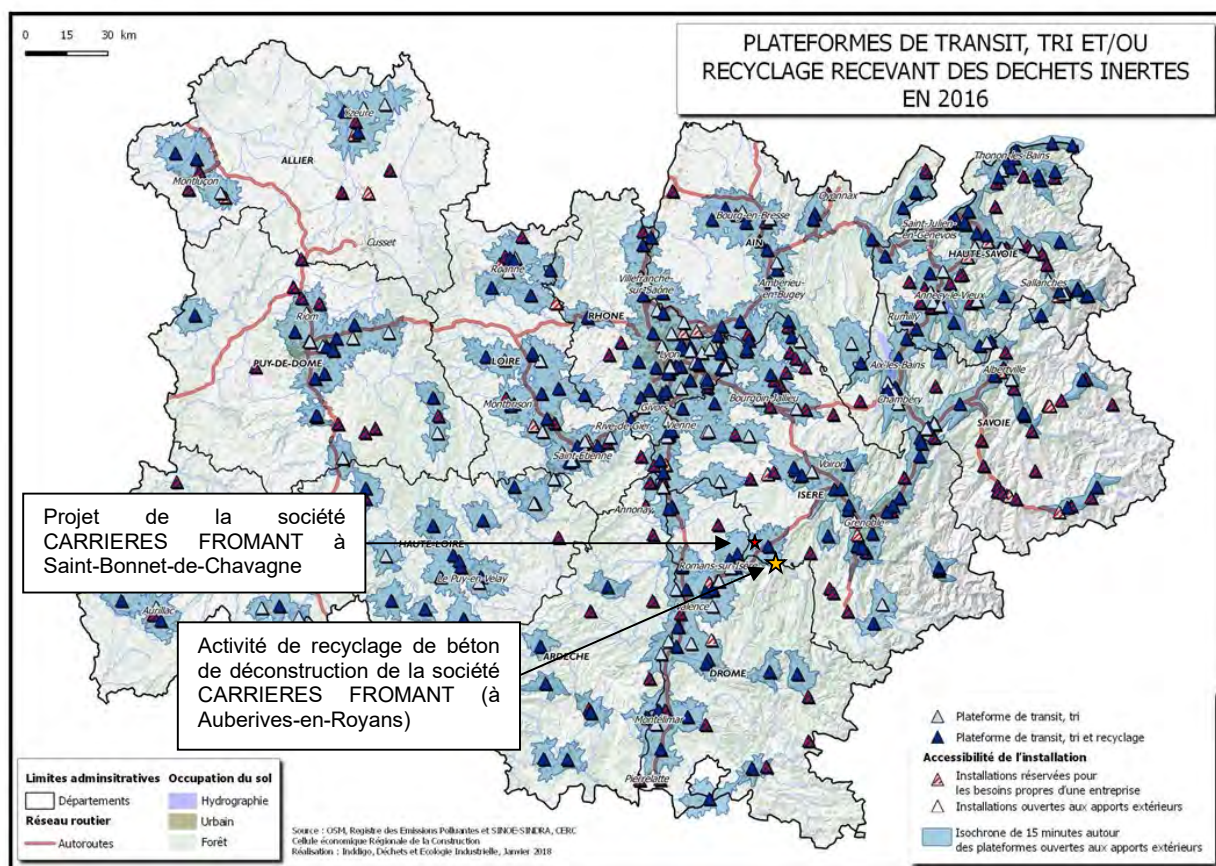 0 15 30 km
PLATEFORMES DE TRANSIT, TRI ET/OU
RECYCLAGE RECEVANT DES DECHETS INERTES
EN 2016
Yzeure
ALLIER
Montluçon
Cusset
Thonon-les-Bains
Oyonnax
Bourg-en-Bresse
Saint-Julien
en-Genevois
AIN
HAUTE-SAVOIE
Roanne
Villefranche-
sur-Saône
Ambérieu-
en-Bugey
Sallanches
Annecy-le-Vieux
Riom
RHONE
Rumilly
PUY-DE-DOME
LOIRE
Lyon
Aix-les-Bains
Albertville
Montbrison
Givors
Bourgoin-Jallieu
Chambéry
Rive-de-Gier
Vienne
SAVOIE
Saint-Etienne
Voiron
ISERE
Annonay
Grenoble
Projet de la société
CARRIERES FROMANT à
Saint-Bonnet-de-Chavagne
HAUTE-LOIRE
Le Puy-en-Velay
Romans-sur-Isère
Aurillac
Valence
Activité de recyclage de béton
de déconstruction de la société
CARRIERES FROMANT (à
Auberives-en-Royans)
ARDECHE
DROME
Montélimar
Pierrelatte
Plateforme de transit, tri
Plateforme de transit, tri et recyclage
Accessibilité de l'installation
Installations réservées pour
les besoins propres d'une entreprise
Installations ouvertes aux apports extérieurs
Isochrone de 15 minutes autour
des plateformes ouvertes aux apports extérieurs
Limites adminsitratives
Départements
Réseau routier
Autoroutes
Occupation du sol
Hydrographie
Urbain
Forêt
Source : OSM, Registre des Emissions Polluantes et SINOE-SINDRA, CERC
Cellule économique Régionale de la Construction
Réalisation : Inddigo, Déchets et Ecologie Industrielle, Janvier 2018